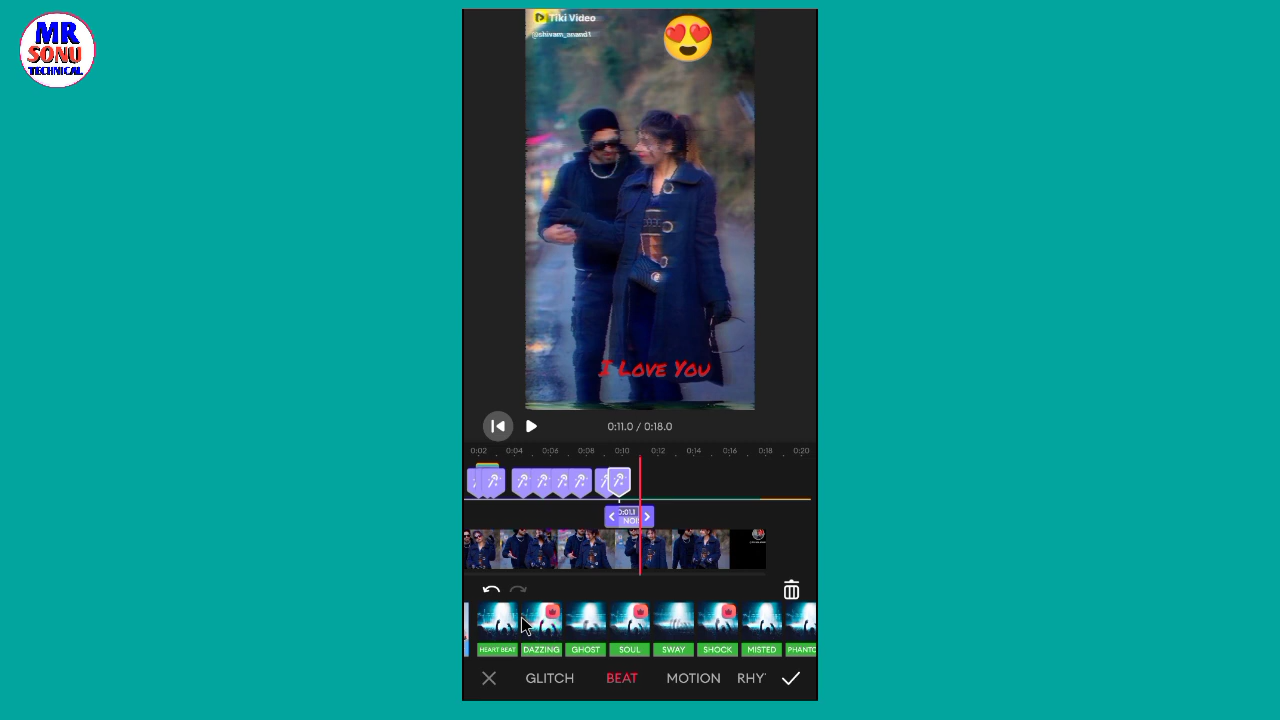 MR
SONU
TECHNICAL
Tiki Video
@shivam_anand1
I Love You
0:11.0 / 0:18.0
0:02 0:04 0:06 0:08 0:10 0:12 0:14 0:16 0:18 0:20
HEART BEAT DAZZING GHOST SOUL SWAY SHOCK MISTED
GLITCH BEAT MOTION